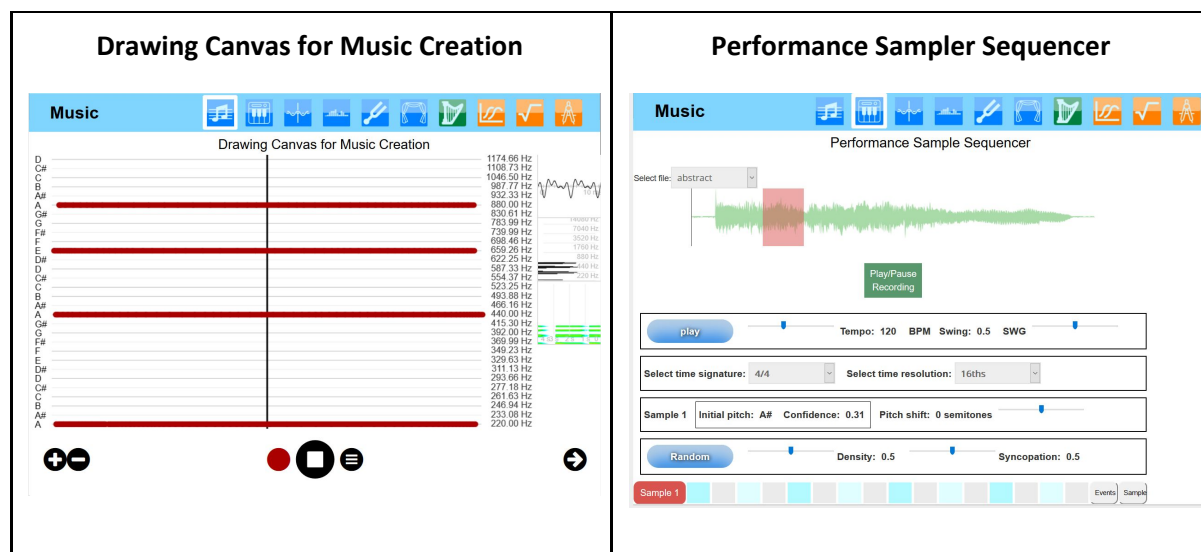 Drawing Canvas for Music Creation
Music
Drawing Canvas for Music Creation
D 1174.66 Hz
C# 1108.73 Hz
C 1046.50 Hz
B 987.77 Hz
A# 932.33 Hz
A 880.00 Hz
G# 830.61 Hz
G 783.99 Hz
F# 739.99 Hz
F 698.46 Hz
E 659.26 Hz
D# 622.25 Hz
D 587.33 Hz
C# 554.37 Hz
C 523.25 Hz
B 493.88 Hz
A# 466.16 Hz
A 440.00 Hz
G# 415.30 Hz
G 392.00 Hz
F# 369.99 Hz
F 349.23 Hz
E 329.63 Hz
D# 311.13 Hz
D 293.66 Hz
C# 277.18 Hz
C 261.63 Hz
B 246.94 Hz
A# 233.08 Hz
A 220.00 Hz
7040 Hz
3520 Hz
1760 Hz
880 Hz
440 Hz
220 Hz
Performance Sampler Sequencer
Music
Performance Sample Sequencer
Select file: abstract
Play/Pause
Recording
play Tempo: 120 BPM Swing: 0.5 SWG
Select time signature: 4/4 Select time resolution: 16ths
Sample 1 Initial pitch: A# Confidence: 0.31 Pitch shift: 0 semitones
Random Density: 0.5 Syncopation: 0.5
Sample 1 Events Sample